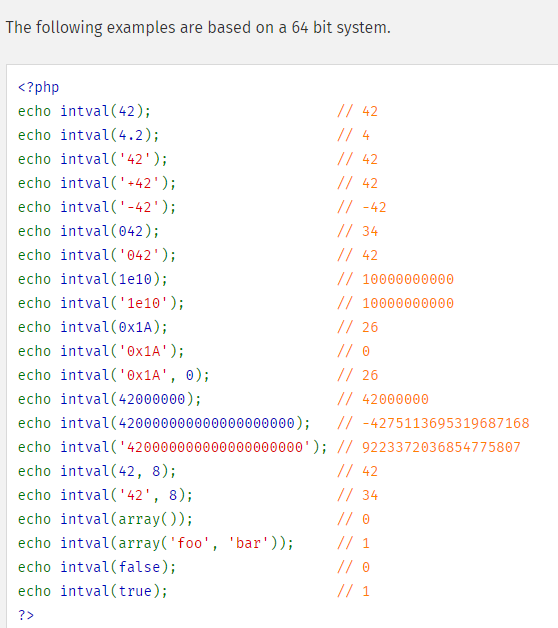 The following examples are based on a 64 bit system.
<?php
echo intval(42); // 42
echo intval(4.2); // 4
echo intval('42'); // 42
echo intval('+42'); // 42
echo intval('-42'); // -42
echo intval(042); // 34
echo intval('042'); // 42
echo intval(1e10); // 10000000000
echo intval('1e10'); // 10000000000
echo intval(0x1A); // 26
echo intval('0x1A'); // 0
echo intval('0x1A', 0); // 26
echo intval(42000000); // 42000000
echo intval(420000000000000000000); // -4275113695319687168
echo intval('420000000000000000000'); // 9223372036854775807
echo intval(42, 8); // 42
echo intval('42', 8); // 34
echo intval(array()); // 0
echo intval(array('foo', 'bar')); // 1
echo intval(false); // 0
echo intval(true); // 1
?>